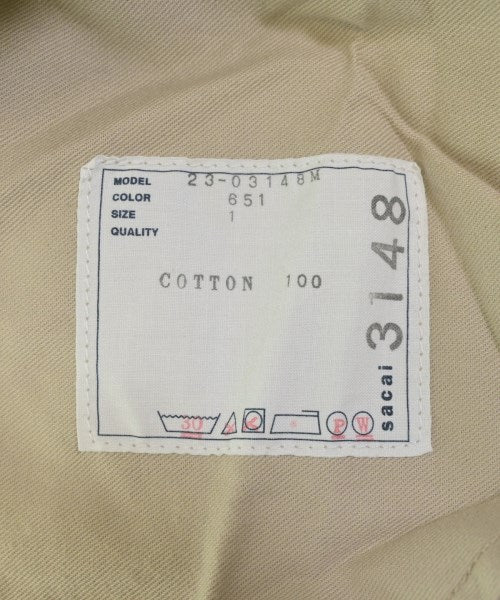 MODEL 23-03148M
COLOR 651
SIZE 1
QUALITY
COTTON 100
30
P
W
sacai 3148